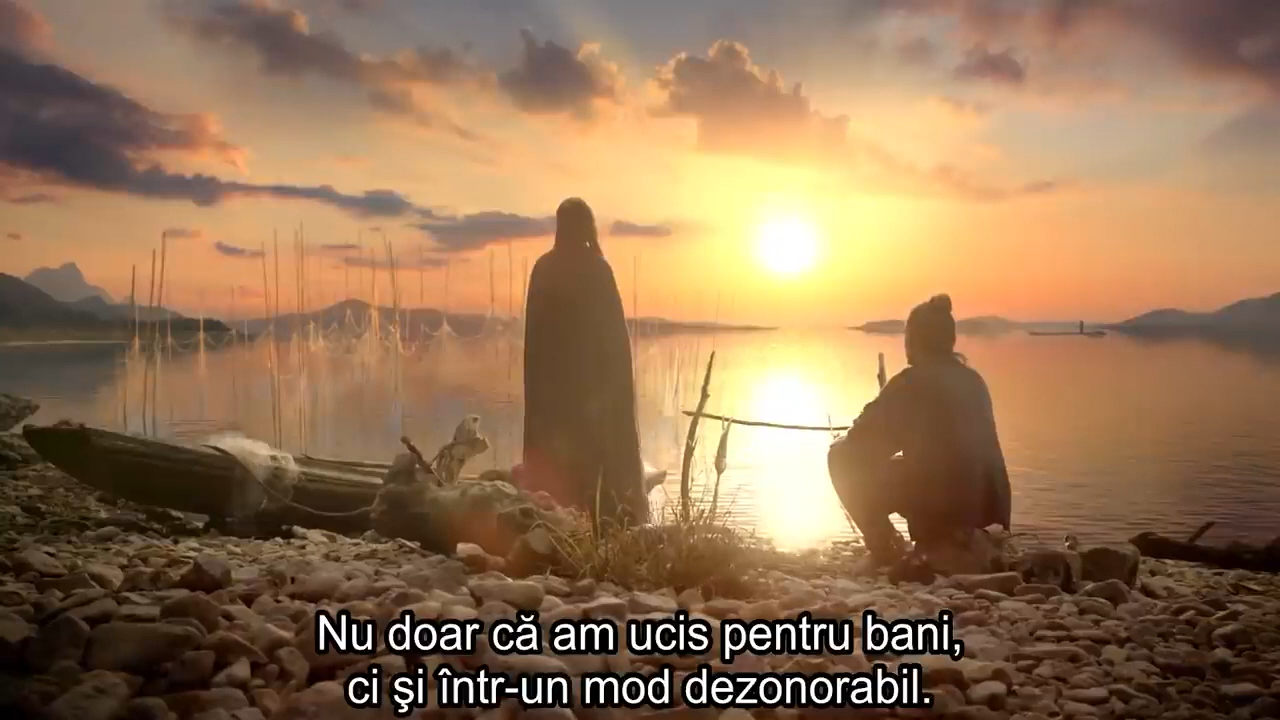 Nu doar că am ucis pentru bani,
ci şi într-un mod dezonorabil.